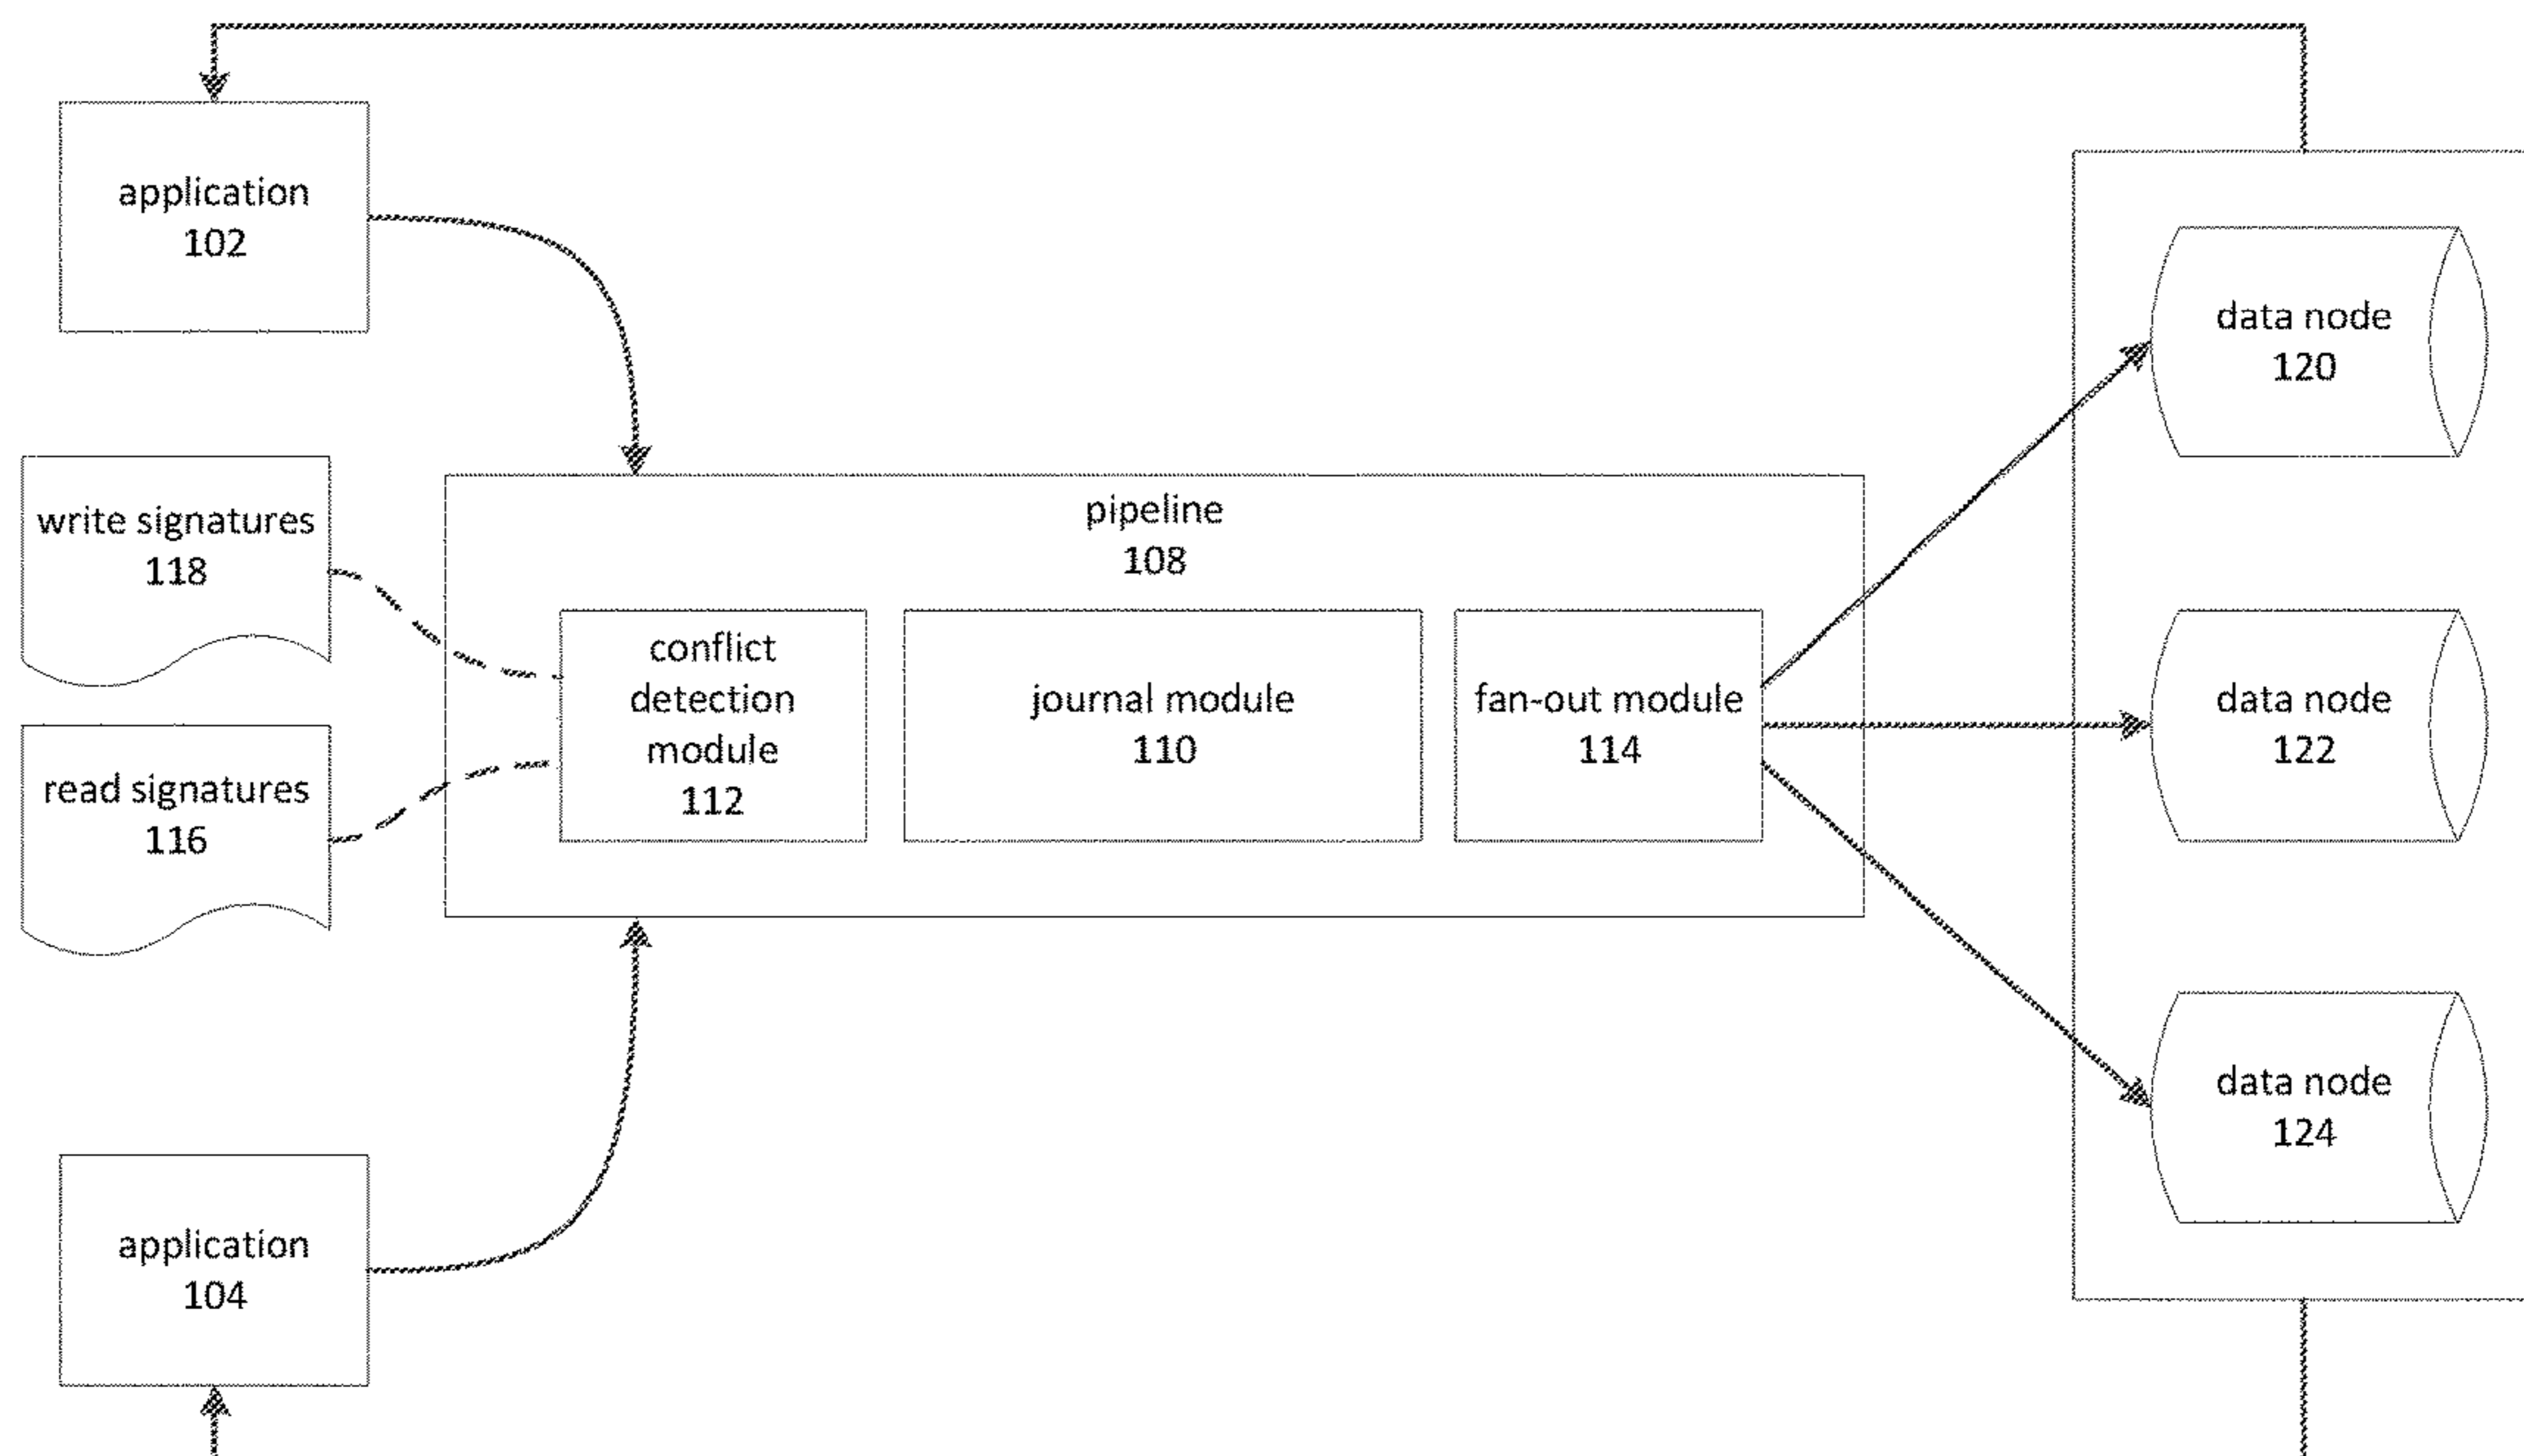 application
102
write signatures
118
read signatures
116
application
104
pipeline
108
conflict
detection
module
112
journal module
110
fan-out module
114
data node
120
data node
122
data node
124